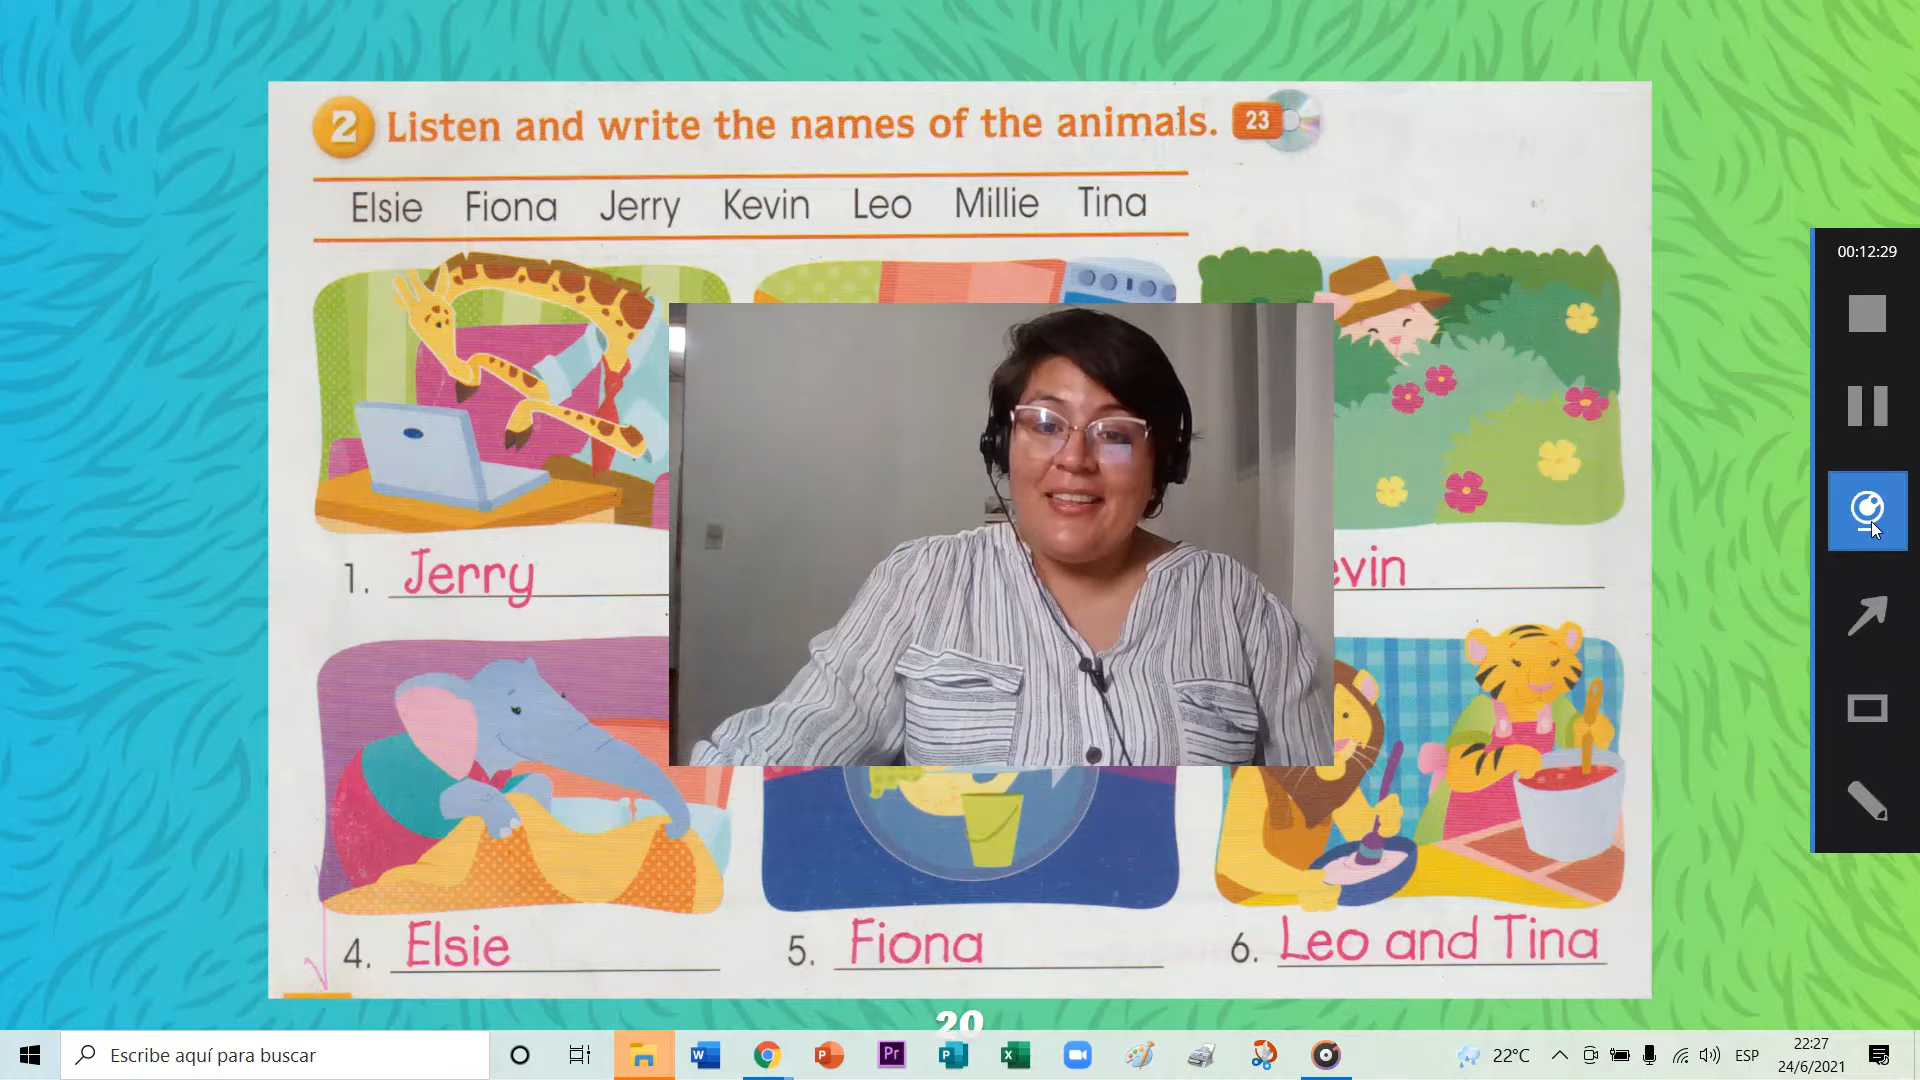 2 Listen and write the names of the animals. 23
Elsie Fiona Jerry Kevin Leo Millie Tina
00:12:29
1. Jerry
evin
4. Elsie
5. Fiona
6. Leo and Tina
20
Escribe aquí para buscar
22°C
ESP
22:27
24/6/2021